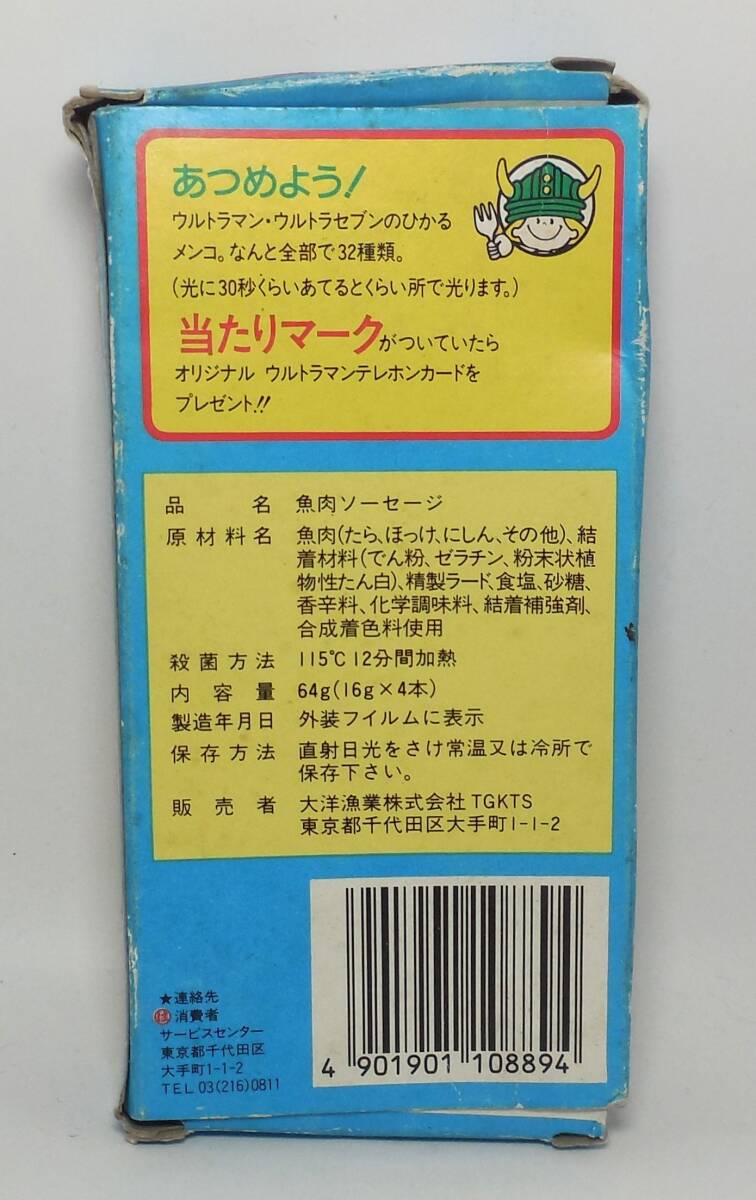 あつめよう!
ウルトラマン・ウルトラセブンのひかる
メンコ。なんと全部で32種類。
(光に30秒くらいあてるとくらい所で光ります。)
当たりマークがついていたら
オリジナル ウルトラマンテレホンカードを
プレゼント!!
品名 魚肉ソーセージ
原材料名 魚肉(たら、ほっけ、にしん、その他)、結
着材料(でん粉、ゼラチン、粉末状植
物性たん白)、精製ラード、食塩、砂糖、
香辛料、化学調味料、結着補強剤、
合成着色料使用
殺菌方法 115℃12分間加熱
内容量 64g(16g×4本)
製造年月日 外装フイルムに表示
保存方法 直射日光をさけ常温又は冷所で
保存下さい。
販売者 大洋漁業株式会社TGKTS
東京都千代田区大手町1-1-2
★連絡先
消費者
サービスセンター
東京都千代田区
大手町1-1-2
TEL 03(216)0811
4 901901 108894